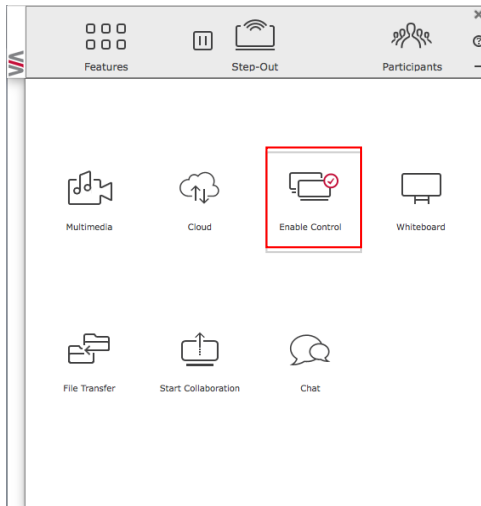 Features Step-Out Participants
Multimedia Cloud Enable Control Whiteboard
File Transfer Start Collaboration Chat